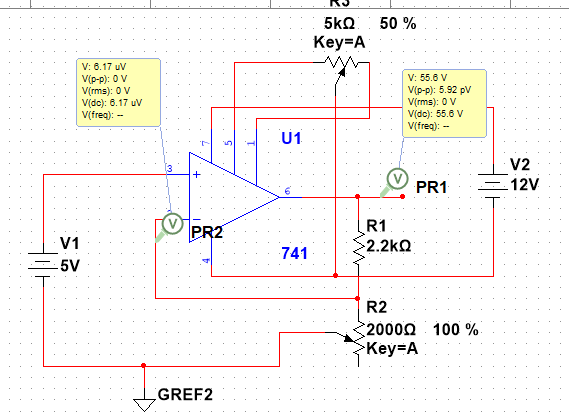 R3
5kΩ 50 %
Key=A
V: 6.17 uV
V(p-p): 0 V
V(rms): 0 V
V(dc): 6.17 uV
V(freq): --
V: 55.6 V
V(p-p): 5.92 pV
V(rms): 0 V
V(dc): 55.6 V
V(freq): --
7
5
1
U1
3
6
V
PR1
V2
12V
V
PR2
4
741
R1
2.2kΩ
V1
5V
R2
2000Ω 100 %
Key=A
GREF2